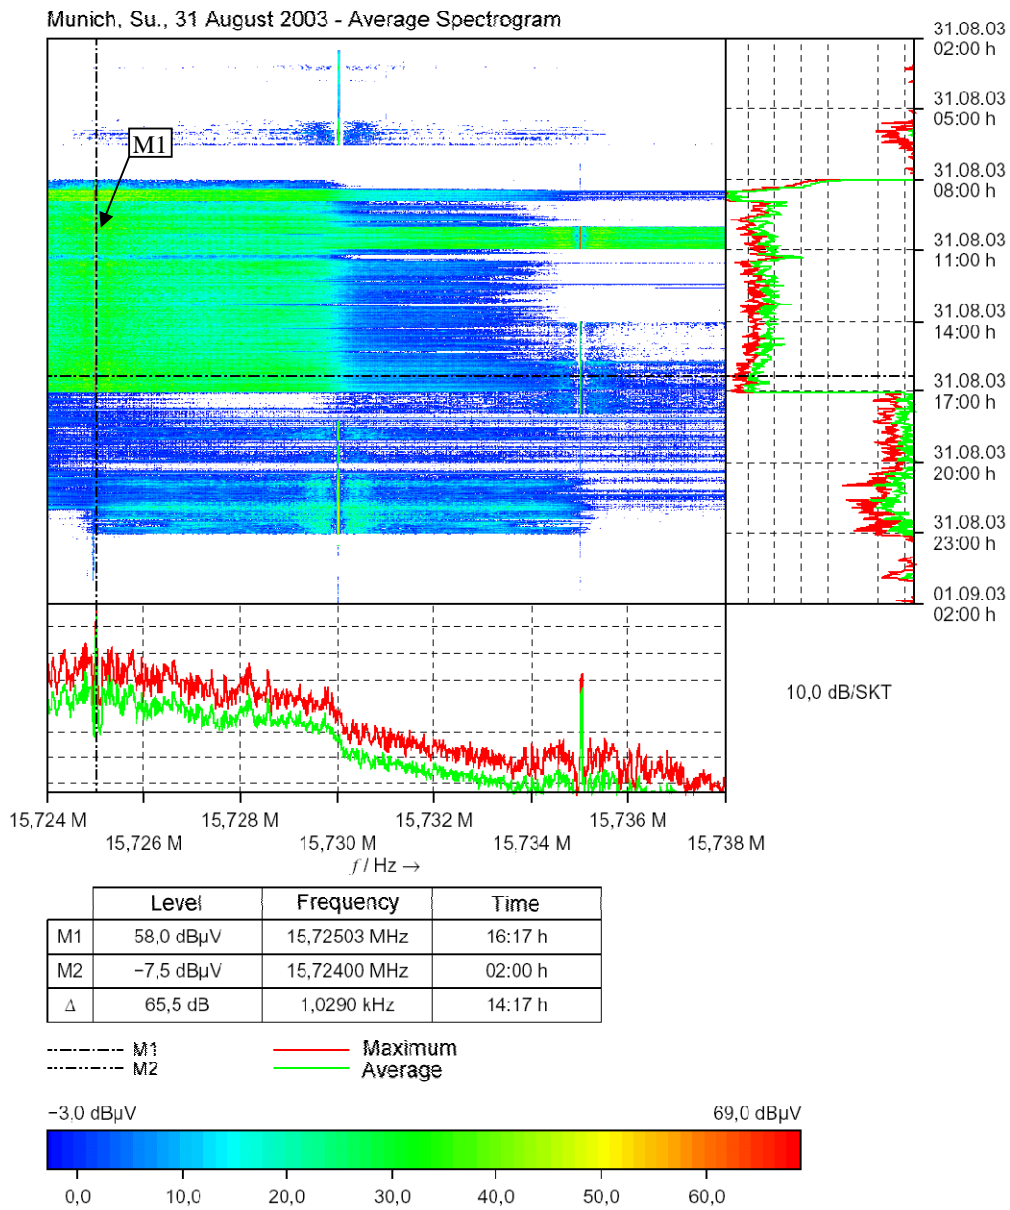 Munich, Su., 31 August 2003 - Average Spectrogram
31.08.03
02:00 h
31.08.03
05:00 h
M1
31.08.03
08:00 h
31.08.03
11:00 h
31.08.03
14:00 h
31.08.03
17:00 h
31.08.03
20:00 h
31.08.03
23:00 h
01.09.03
02:00 h
10,0 dB/SKT
15,724 M 15,728 M 15,732 M 15,736 M
15,726 M 15,730 M 15,734 M 15,738 M
f / Hz →
Level Frequency Time
M1 58,0 dBµV 15,72503 MHz 16:17 h
M2 −7,5 dBµV 15,72400 MHz 02:00 h
Δ 65,5 dB 1,0290 kHz 14:17 h
M1 Maximum
M2 Average
−3,0 dBµV 69,0 dBµV
0,0 10,0 20,0 30,0 40,0 50,0 60,0